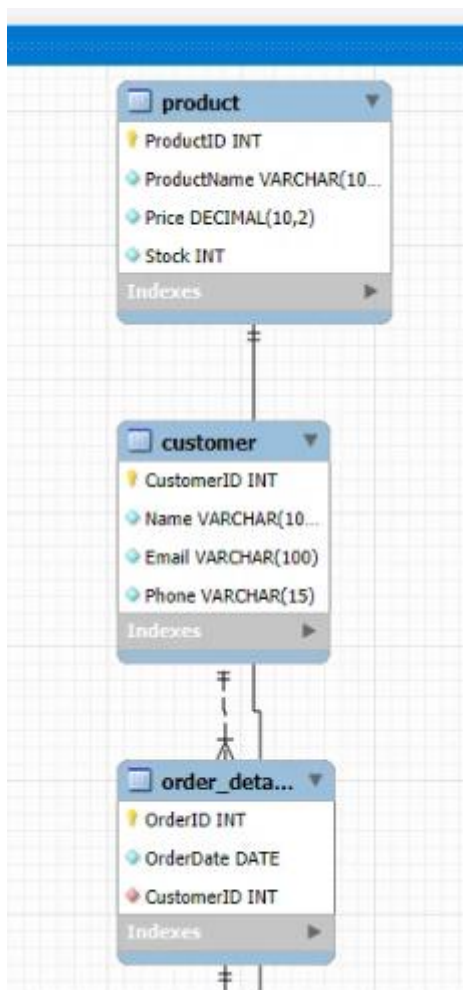 product
ProductID INT
ProductName VARCHAR(10...
Price DECIMAL(10,2)
Stock INT
Indexes
customer
CustomerID INT
Name VARCHAR(10...
Email VARCHAR(100)
Phone VARCHAR(15)
Indexes
order_deta...
OrderID INT
OrderDate DATE
CustomerID INT
Indexes